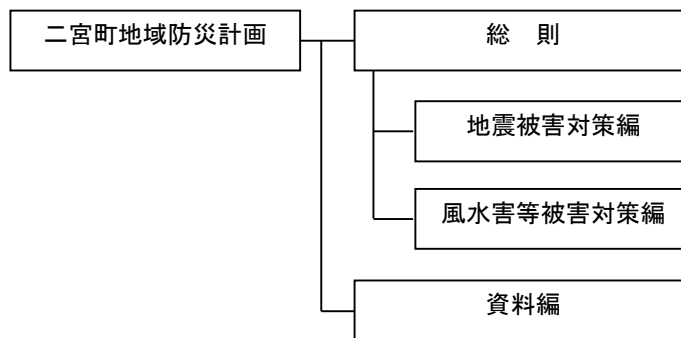 二宮町地域防災計画
総　則
地震被害対策編
風水害等被害対策編
資料編